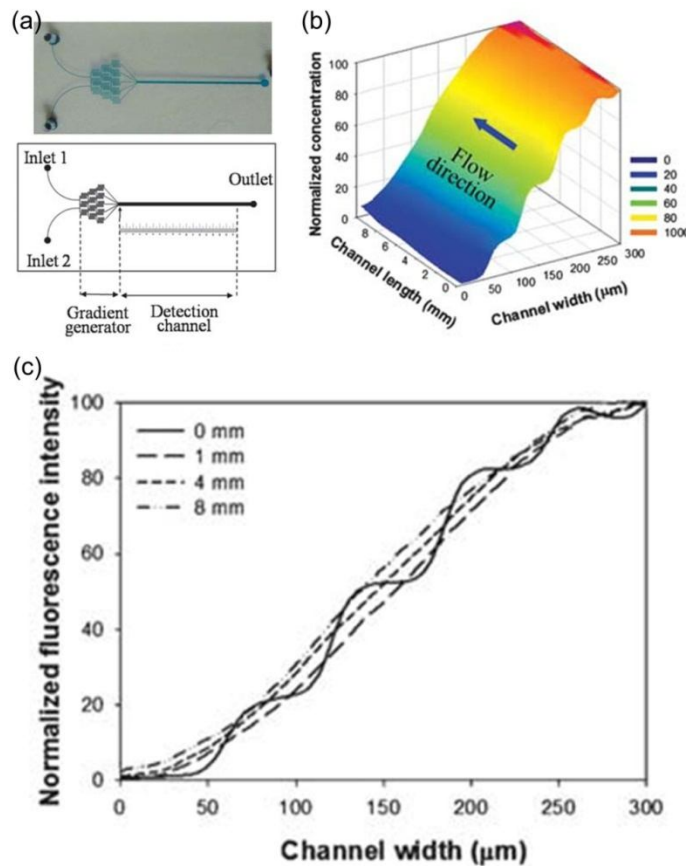 (a)
Inlet 1
Outlet
Inlet 2
Gradient
generator
Detection
channel
(b)
Normalized concentration
100
80
60
40
20
0
8
6
4
2
0
Channel length (mm)
0
50
100
150
200
250
300
Channel width (μm)
Flow
direction
0
20
40
60
80
1000
(c)
Normalized fluorescence intensity
100
80
60
40
20
0
0 mm
1 mm
4 mm
8 mm
0
50
100
150
200
250
300
Channel width (μm)